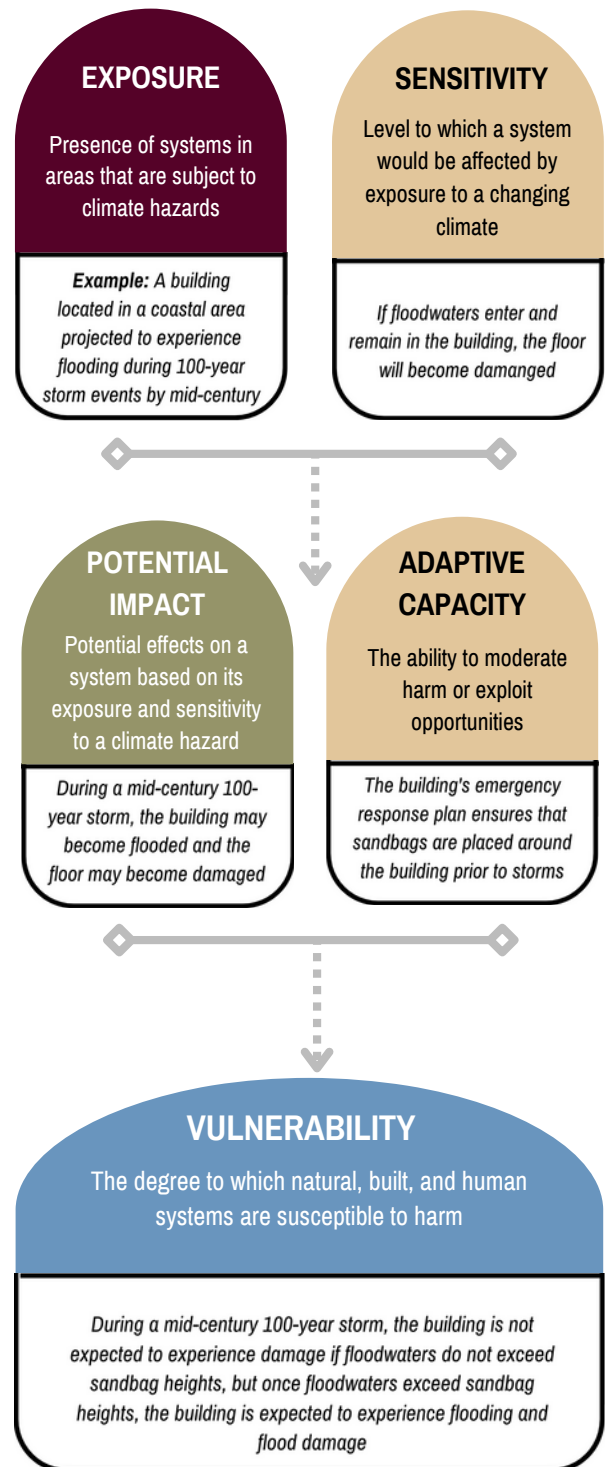 EXPOSURE
Presence of systems in
areas that are subject to
climate hazards
Example: A building
located in a coastal area
projected to experience
flooding during 100-year
storm events by mid-century
SENSITIVITY
Level to which a system
would be affected by
exposure to a changing
climate
If floodwaters enter and
remain in the building, the floor
will become damanged
POTENTIAL
IMPACT
Potential effects on a
system based on its
exposure and sensitivity
to a climate hazard
During a mid-century 100-
year storm, the building may
become flooded and the
floor may become damaged
ADAPTIVE
CAPACITY
The ability to moderate
harm or exploit
opportunities
The building's emergency
response plan ensures that
sandbags are placed around
the building prior to storms
VULNERABILITY
The degree to which natural, built, and human
systems are susceptible to harm
During a mid-century 100-year storm, the building is not
expected to experience damage if floodwaters do not exceed
sandbag heights, but once floodwaters exceed sandbag
heights, the building is expected to experience flooding and
flood damage